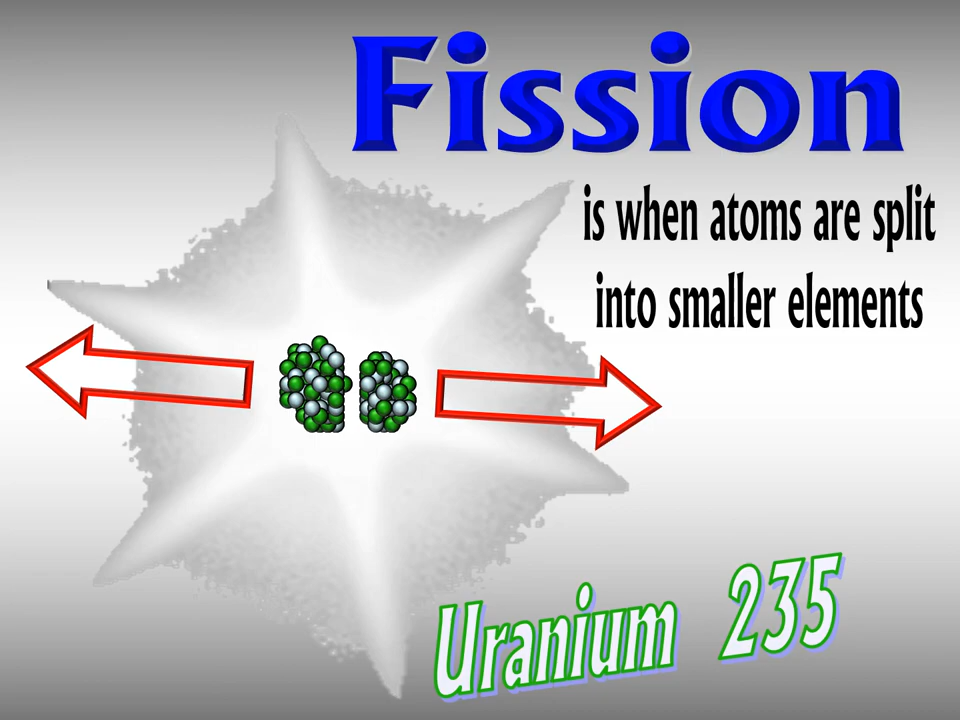 Fission
is when atoms are split
into smaller elements
Uranium 235